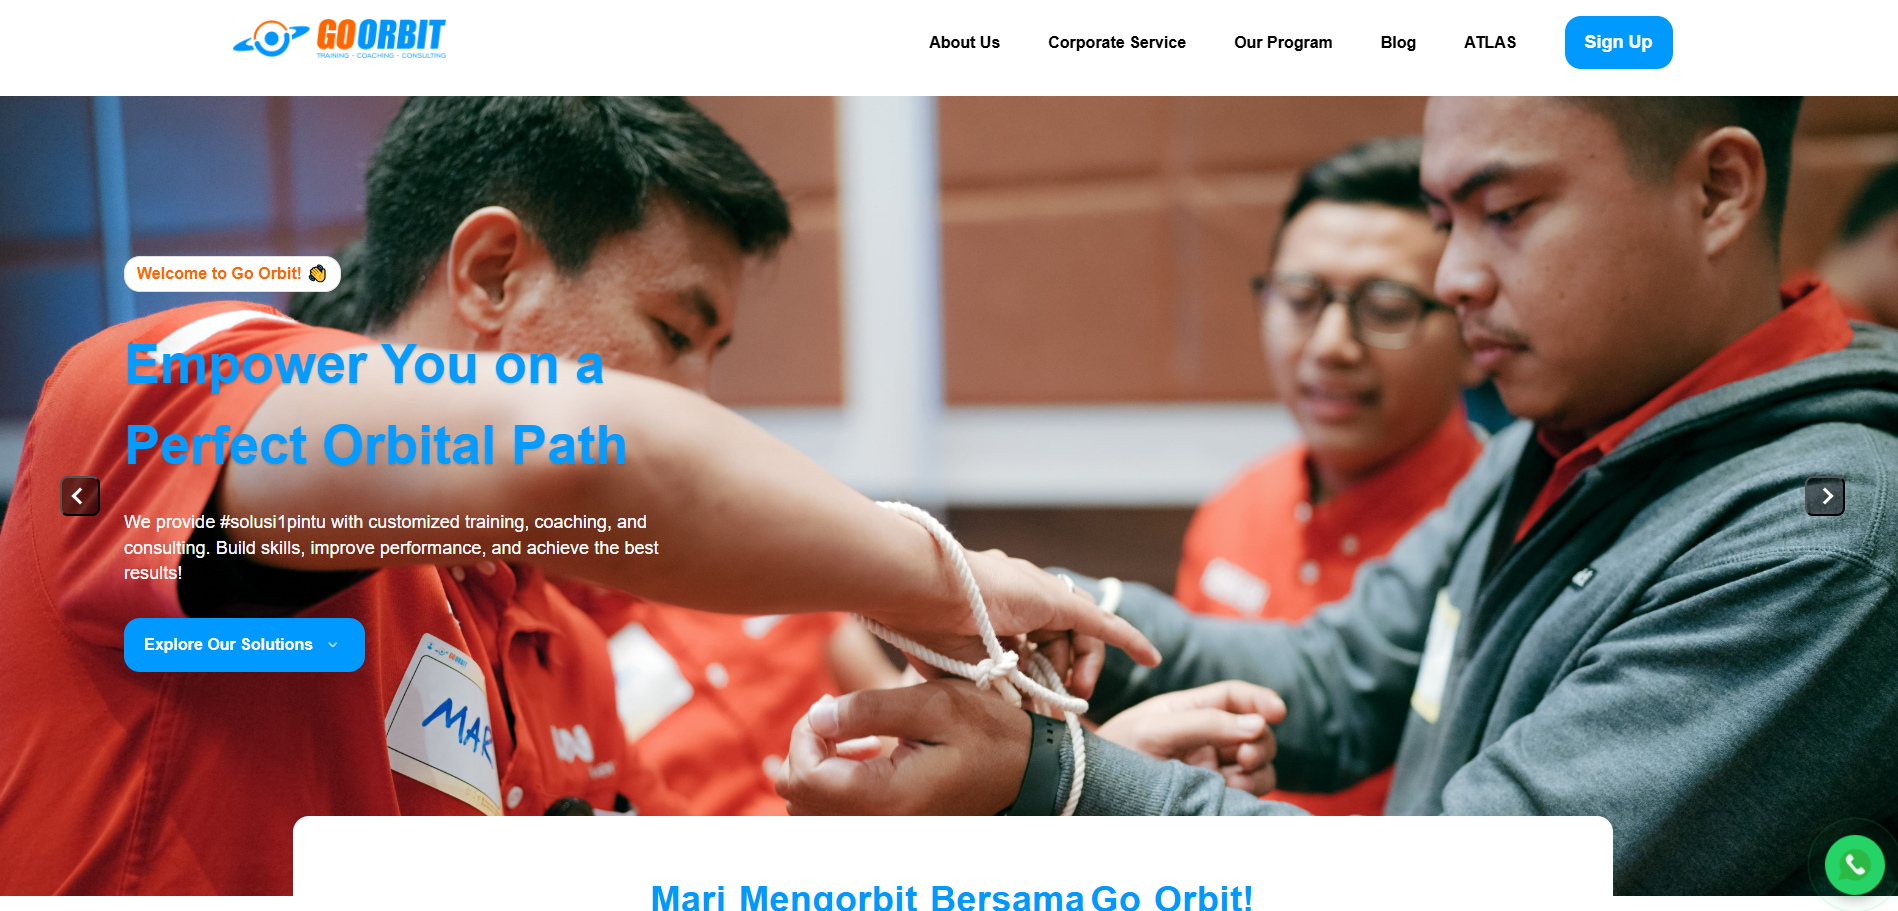 GOORBIT
TRAINING - COACHING - CONSULTING
About Us
Corporate Service
Our Program
Blog
ATLAS
Sign Up
Welcome to Go Orbit! 👏
Empower You on a
Perfect Orbital Path
We provide #solusi1pintu with customized training, coaching, and
consulting. Build skills, improve performance, and achieve the best
results!
Explore Our Solutions
GOORBIT
MAR
Mari Mengorbit Bersama Go Orbit!